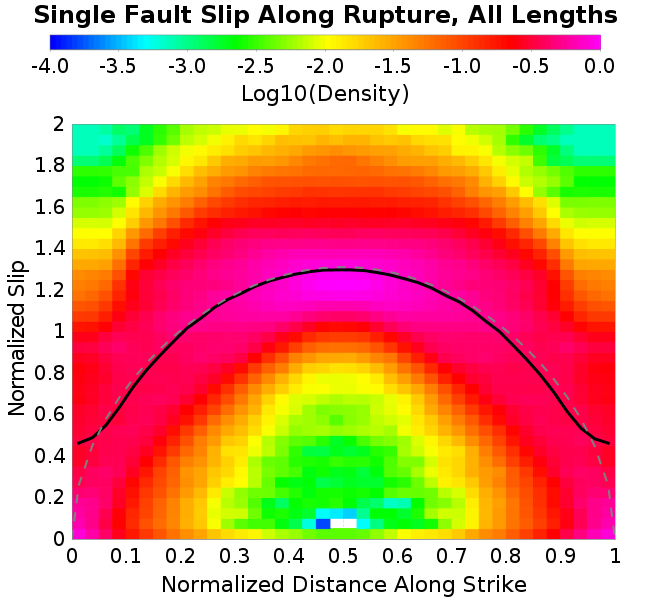 Single Fault Slip Along Rupture, All Lengths
-4.0 -3.5 -3.0 -2.5 -2.0 -1.5 -1.0 -0.5 0.0
Log10(Density)
Normalized Slip
2
1.8
1.6
1.4
1.2
1
0.8
0.6
0.4
0.2
0
0 0.1 0.2 0.3 0.4 0.5 0.6 0.7 0.8 0.9 1
Normalized Distance Along Strike